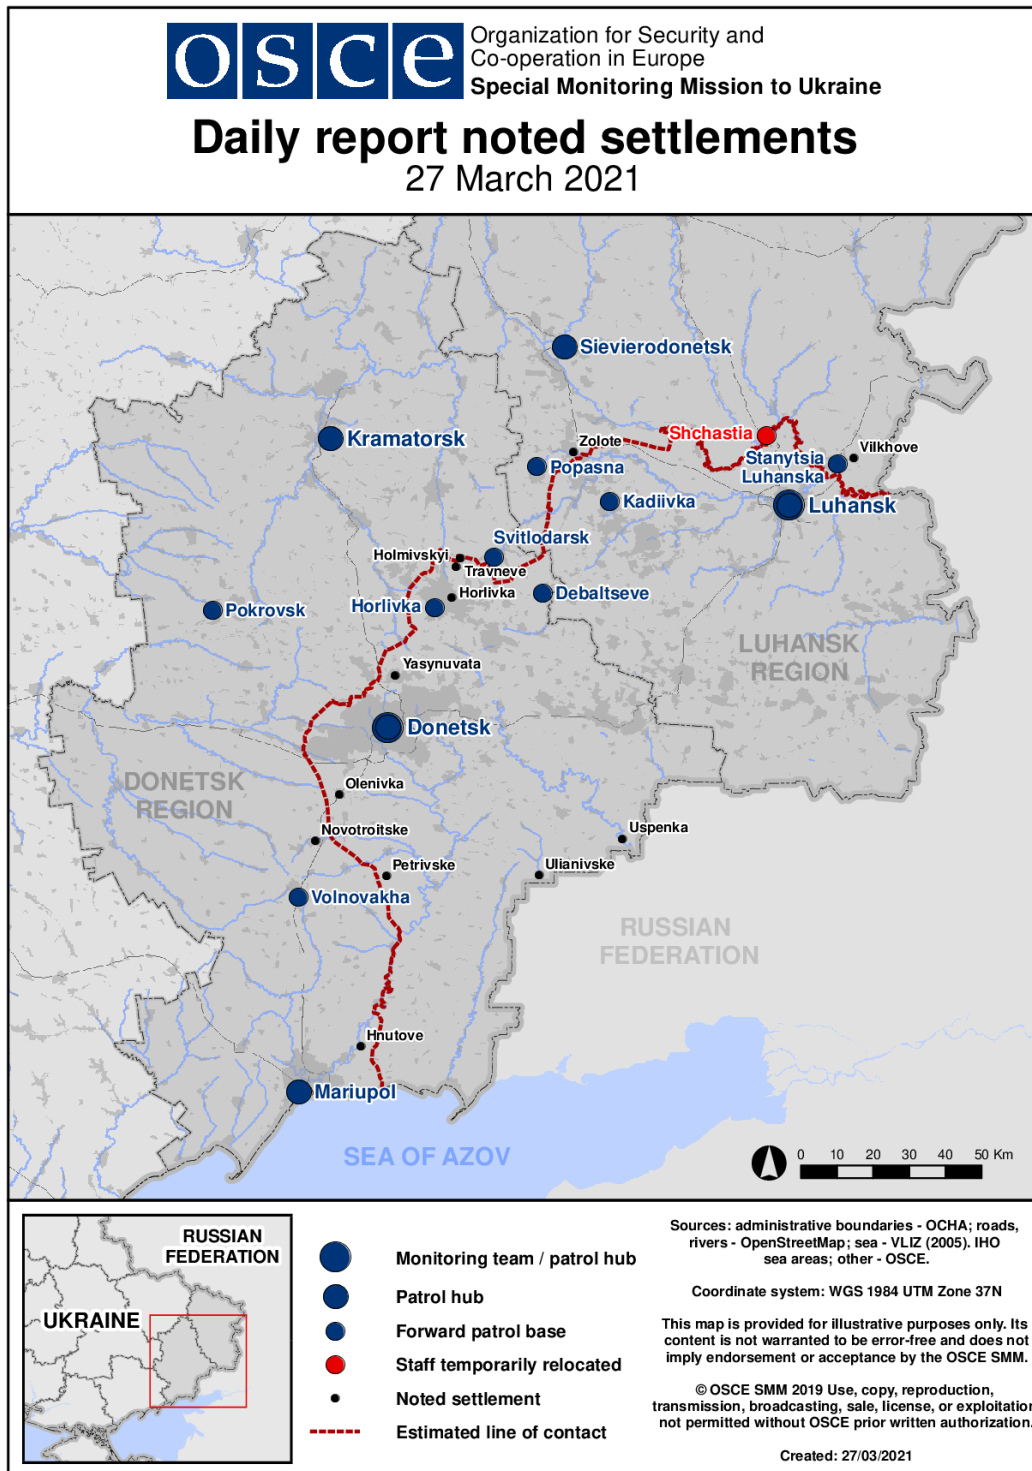 osce
Organization for Security and
Co-operation in Europe
Special Monitoring Mission to Ukraine
Daily report noted settlements
27 March 2021
Sievierodonetsk
Kramatorsk
Zolote
Shchastia
Vilkhove
Popasna
Stanytsia
Luhanska
Kadiivka
Luhansk
Svitlodarsk
Holmivskyi
Travneve
Horlivka
Debaltseve
Horlivka
Pokrovsk
LUHANSK
REGION
Yasynuvata
Donetsk
DONETSK
REGION
Olenivka
Novotroitske
Uspenka
Petrivske
Ulianivske
Volnovakha
RUSSIAN
FEDERATION
Hnutove
Mariupol
SEA OF AZOV
0 10 20 30 40 50 Km
RUSSIAN
FEDERATION
UKRAINE
Monitoring team / patrol hub
Patrol hub
Forward patrol base
Staff temporarily relocated
Noted settlement
Estimated line of contact
Sources: administrative boundaries - OCHA; roads,
rivers - OpenStreetMap; sea - VLIZ (2005). IHO
sea areas; other - OSCE.
Coordinate system: WGS 1984 UTM Zone 37N
This map is provided for illustrative purposes only. Its
content is not warranted to be error-free and does not
imply endorsement or acceptance by the OSCE SMM.
© OSCE SMM 2019 Use, copy, reproduction,
transmission, broadcasting, sale, license, or exploitation
not permitted without OSCE prior written authorization.
Created: 27/03/2021